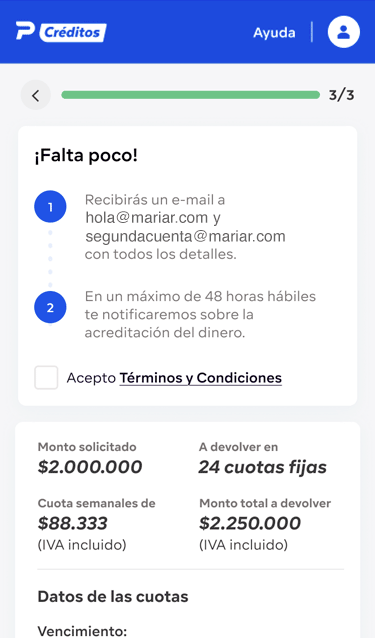 P Créditos
Ayuda
3/3
¡Falta poco!
1
Recibirás un e-mail a
hola@mariar.com y
segundacuenta@mariar.com
con todos los detalles.
2
En un máximo de 48 horas hábiles
te notificaremos sobre la
acreditación del dinero.
Acepto Términos y Condiciones
Monto solicitado
$2.000.000
A devolver en
24 cuotas fijas
Cuota semanales de
$88.333
(IVA incluido)
Monto total a devolver
$2.250.000
(IVA incluido)
Datos de las cuotas
Vencimiento: